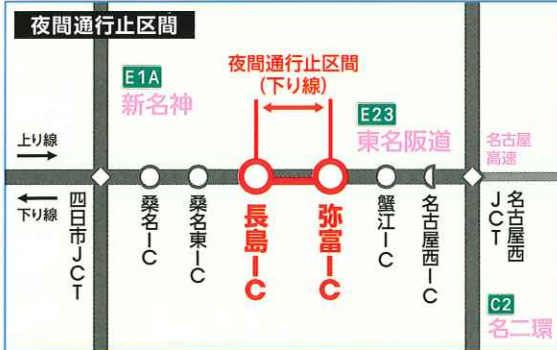 夜間通行止区間
夜間通行止区間
(下り線)
E1A
新名神
E23
東名阪道
名古屋
高速
上り線
下り線
四日市JCT
桑名IC
桑名東IC
長島IC
弥富IC
蟹江IC
名古屋西IC
名古屋西
JCT
C2
名二環